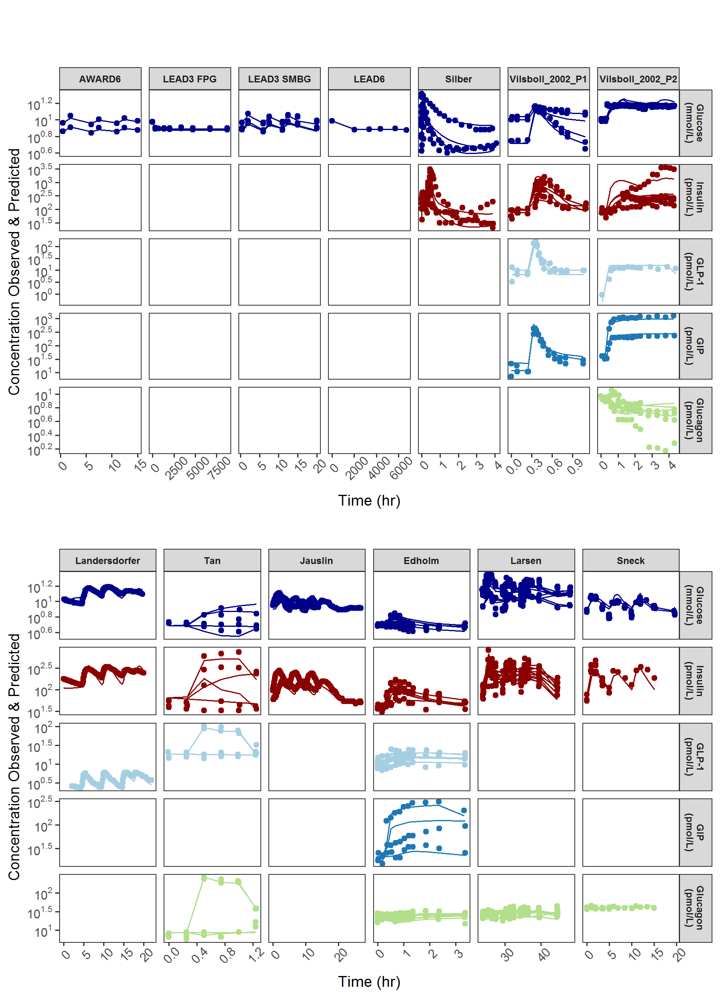 AWARD6 LEAD3 FPG LEAD3 SMBG LEAD6 Silber Vilsboll_2002_P1 Vilsboll_2002_P2
Concentration Observed & Predicted
10^1.2
10^1
10^0.8
10^0.6
Glucose
(mmol/L)
10^3.5
10^3
10^2.5
10^2
10^1.5
Insulin
(pmol/L)
10^2
10^1.5
10^1
10^0.5
10^0
GLP-1
(pmol/L)
10^3
10^2.5
10^2
10^1.5
10^1
GIP
(pmol/L)
10^1
10^0.8
10^0.6
10^0.4
10^0.2
Glucagon
(pmol/L)
0 5 10 15 0 2500 5000 7500 0 5 10 15 20 0 2000 4000 6000 0 1 2 3 4 0.0 0.3 0.6 0.9 0 1 2 3 4
Time (hr)
Landersdorfer Tan Jauslin Edholm Larsen Sneck
Concentration Observed & Predicted
10^1.2
10^1
10^0.8
10^0.6
Glucose
(mmol/L)
10^2.5
10^2
10^1.5
Insulin
(pmol/L)
10^2
10^1.5
10^1
10^0.5
GLP-1
(pmol/L)
10^2.5
10^2
10^1.5
GIP
(pmol/L)
10^2
10^1.5
10^1
Glucagon
(pmol/L)
0 5 10 15 20 0.0 0.4 0.8 1.2 0 10 20 0 1 2 3 30 40 0 5 10 15 20
Time (hr)